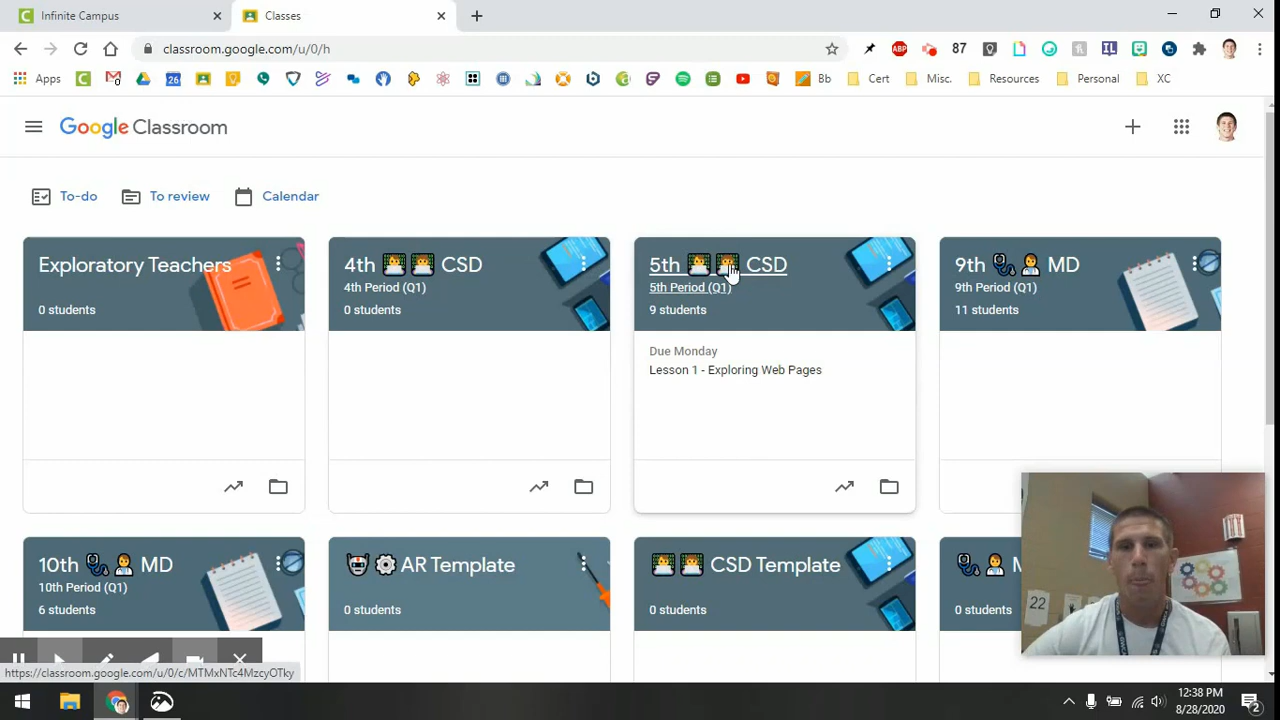 Infinite Campus
Classes
classroom.google.com/u/0/h
ABP
87
IL
Apps
26
Bb
Cert
Misc.
Resources
Personal
XC
Google Classroom
To-do
To review
Calendar
Exploratory Teachers
0 students
4th CSD
4th Period (Q1)
0 students
5th CSD
5th Period (Q1)
9 students
Due Monday
Lesson 1 - Exploring Web Pages
9th MD
9th Period (Q1)
11 students
10th MD
10th Period (Q1)
6 students
AR Template
0 students
CSD Template
0 students
M
0 students
22
https://classroom.google.com/u/0/c/MTMxNTc4MzcyOTky
12:38 PM
8/28/2020
2